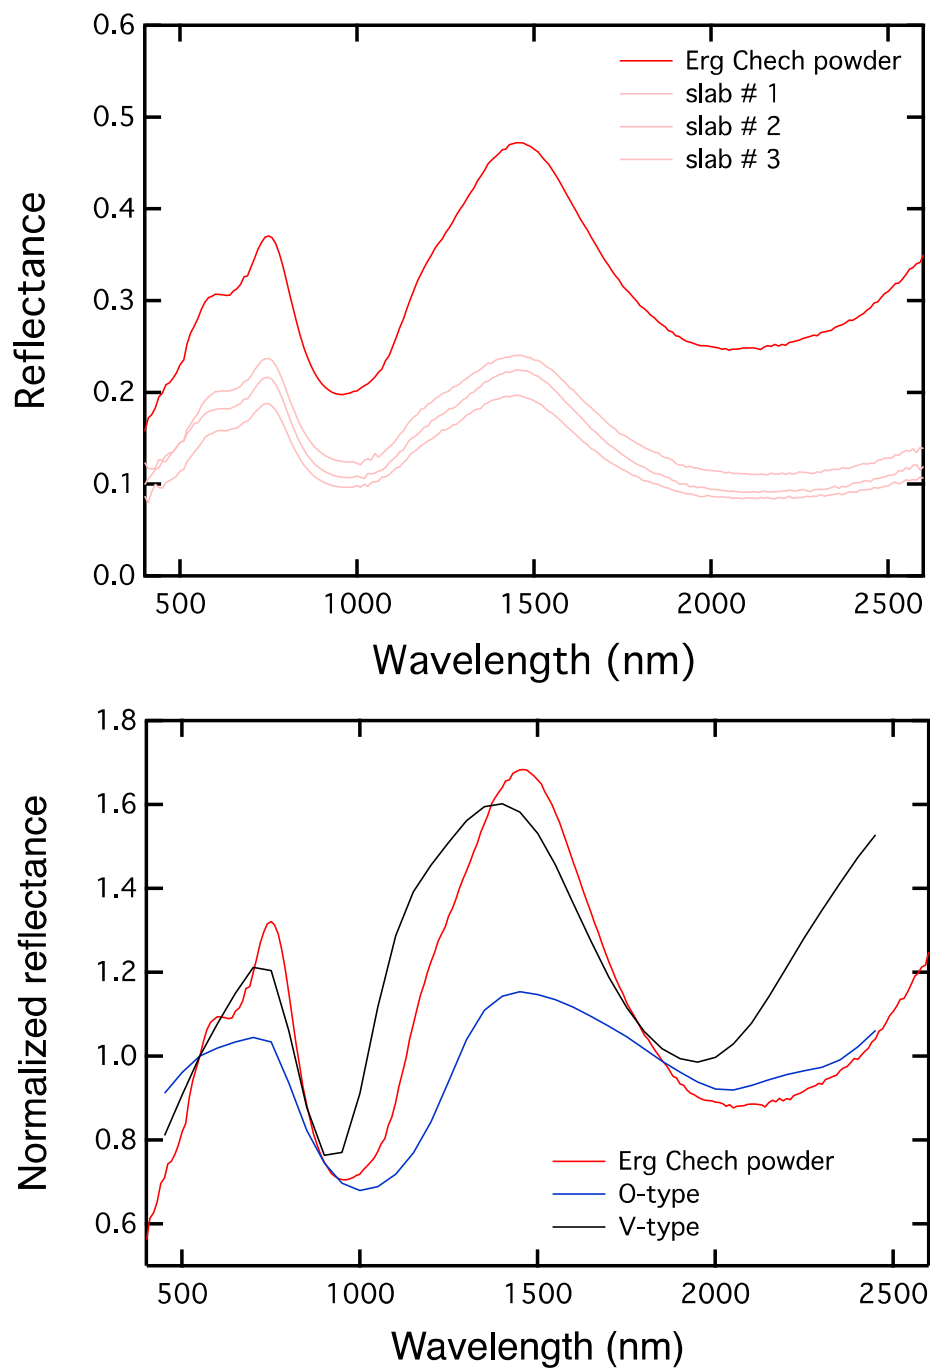 0.6
0.5
0.4
0.3
0.2
0.1
0.0
Reflectance
Erg Chech powder
slab # 1
slab # 2
slab # 3
500 1000 1500 2000 2500
Wavelength (nm)
1.8
1.6
1.4
1.2
1.0
0.8
0.6
Normalized reflectance
Erg Chech powder
O-type
V-type
500 1000 1500 2000 2500
Wavelength (nm)